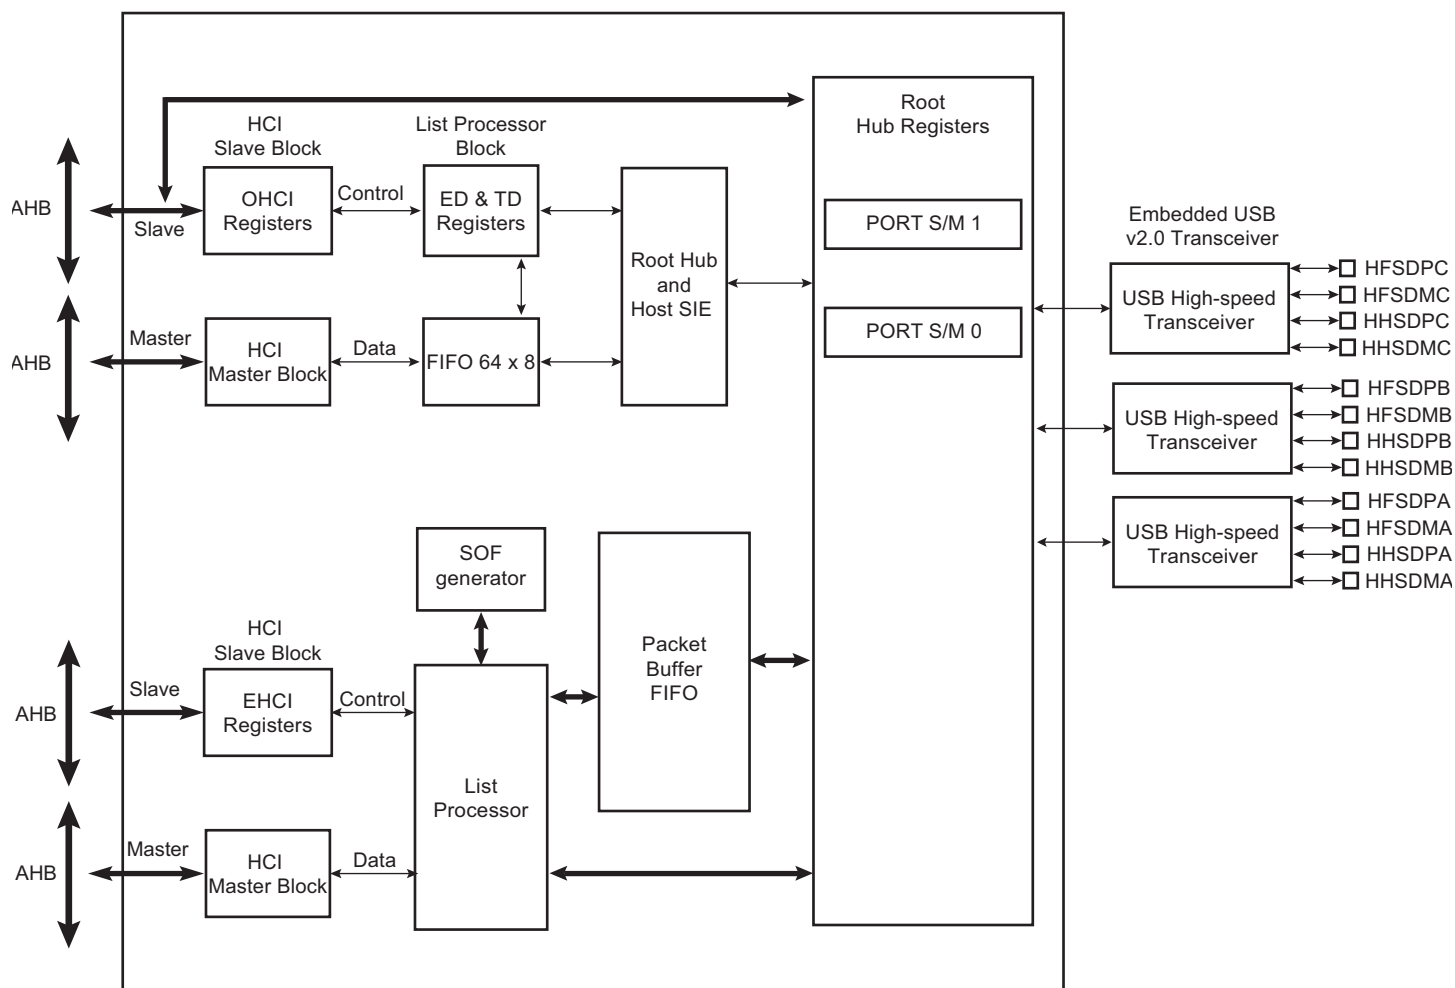 Root
Hub Registers
HCI
Slave Block
List Processor
Block
AHB
Slave
OHCI
Registers
Control
ED & TD
Registers
PORT S/M 1
Root Hub
and
Host SIE
PORT S/M 0
AHB
Master
HCI
Master Block
Data
FIFO 64 x 8
Embedded USB
v2.0 Transceiver
USB High-speed
Transceiver
HFSDPC
HFSDMC
HHSDPC
HHSDMC
USB High-speed
Transceiver
HFSDPB
HFSDMB
HHSDPB
HHSDMB
USB High-speed
Transceiver
HFSDPA
HFSDMA
HHSDPA
HHSDMA
SOF
generator
HCI
Slave Block
AHB
Slave
EHCI
Registers
Control
Packet
Buffer
FIFO
List
Processor
AHB
Master
HCI
Master Block
Data